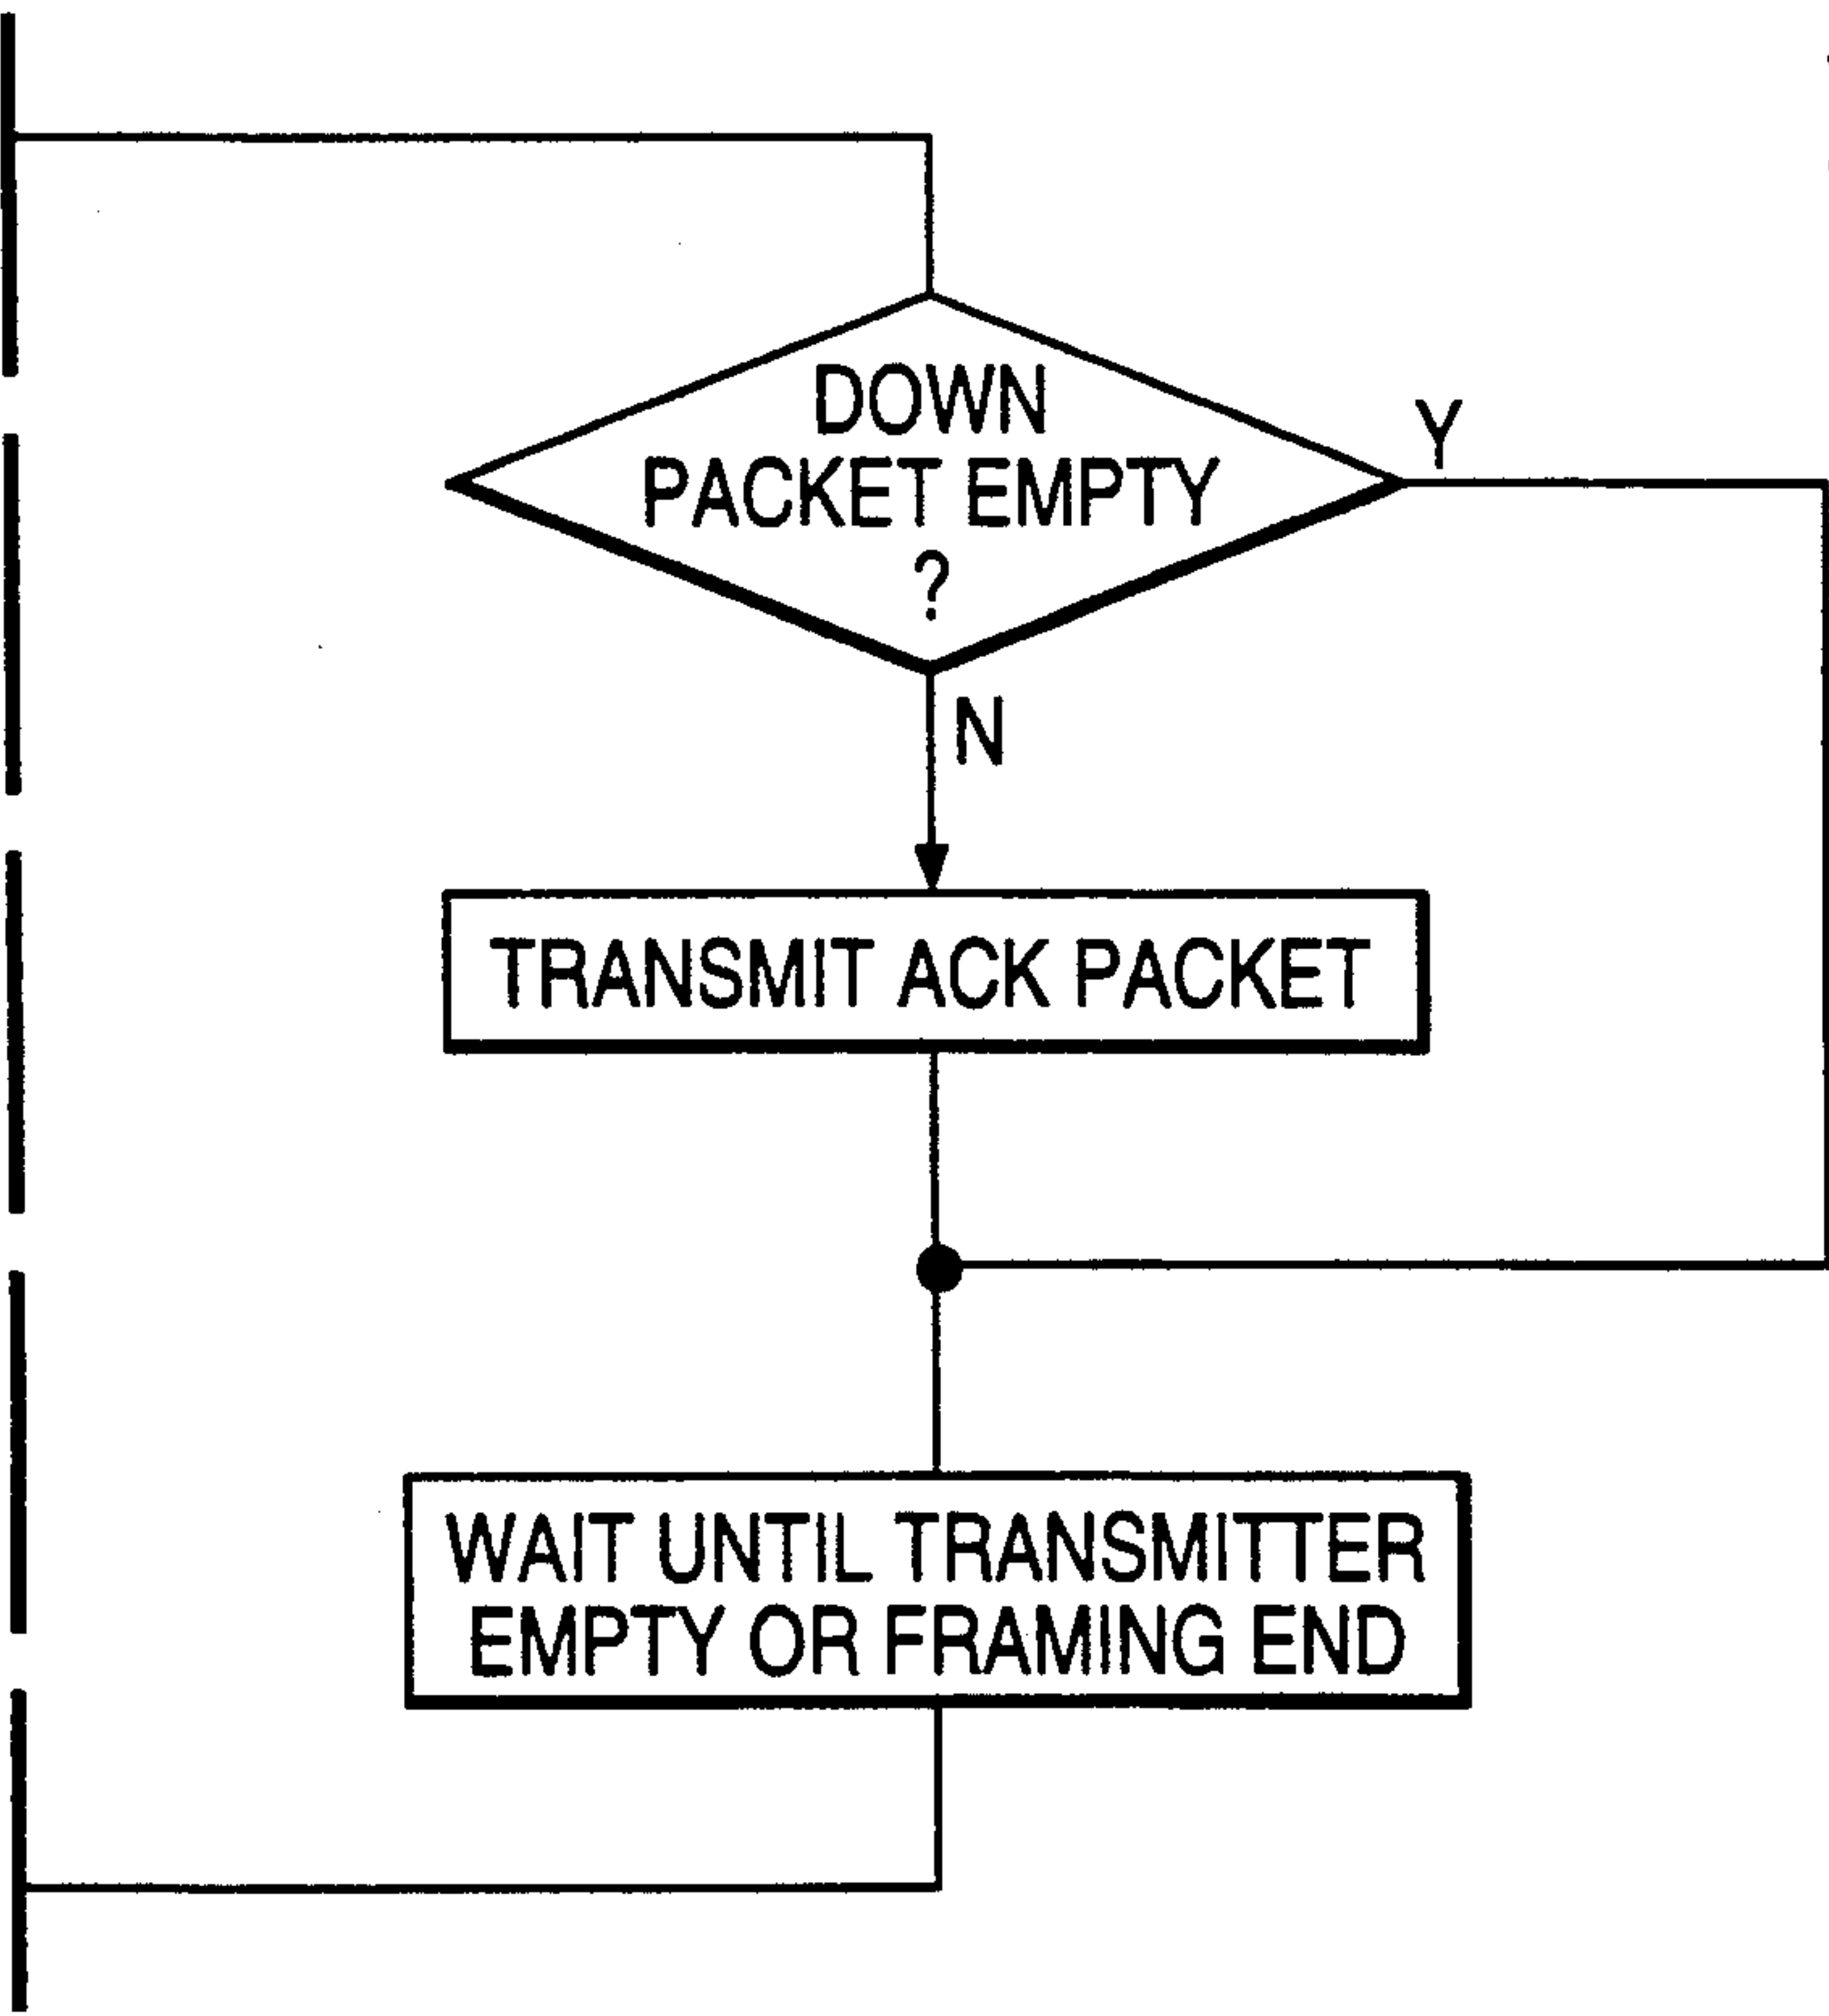 DOWN
PACKET EMPTY
?
Y
N
TRANSMIT ACK PACKET
WAIT UNTIL TRANSMITTER
EMPTY OR FRAMING END